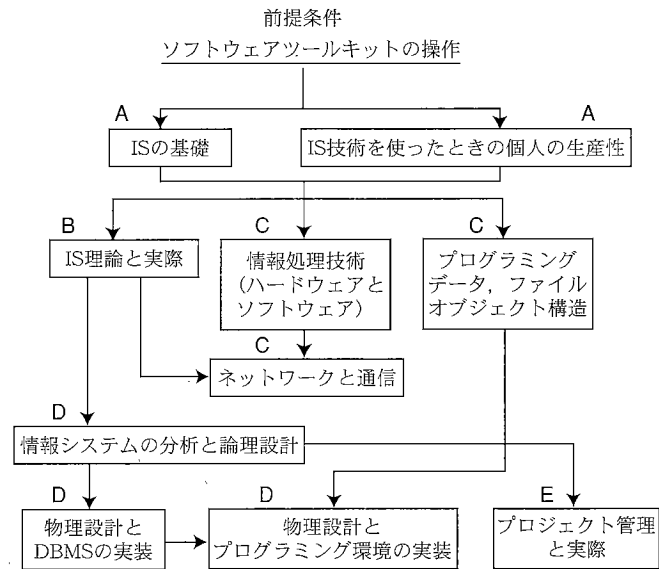 前提条件
ソフトウェアツールキットの操作
A
A
ISの基礎
IS技術を使ったときの個人の生産性
B
C
C
IS理論と実際
情報処理技術
(ハードウェアと
ソフトウェア)
プログラミング
データ，ファイル
オブジェクト構造
C
ネットワークと通信
D
情報システムの分析と論理設計
D
D
E
物理設計と
DBMSの実装
物理設計と
プログラミング環境の実装
プロジェクト管理
と実際